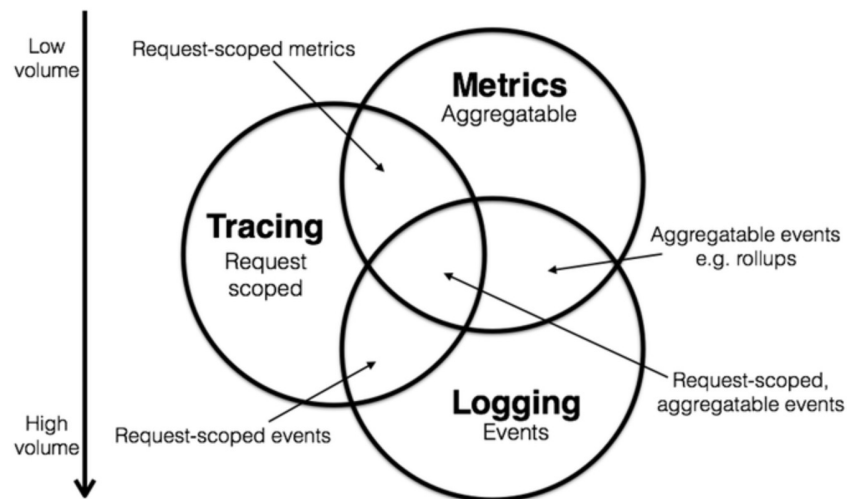 Low
volume
Request-scoped metrics
Metrics
Aggregatable
Tracing
Request
scoped
Aggregatable events
e.g. rollups
Request-scoped,
aggregatable events
Logging
Events
High
volume
Request-scoped events